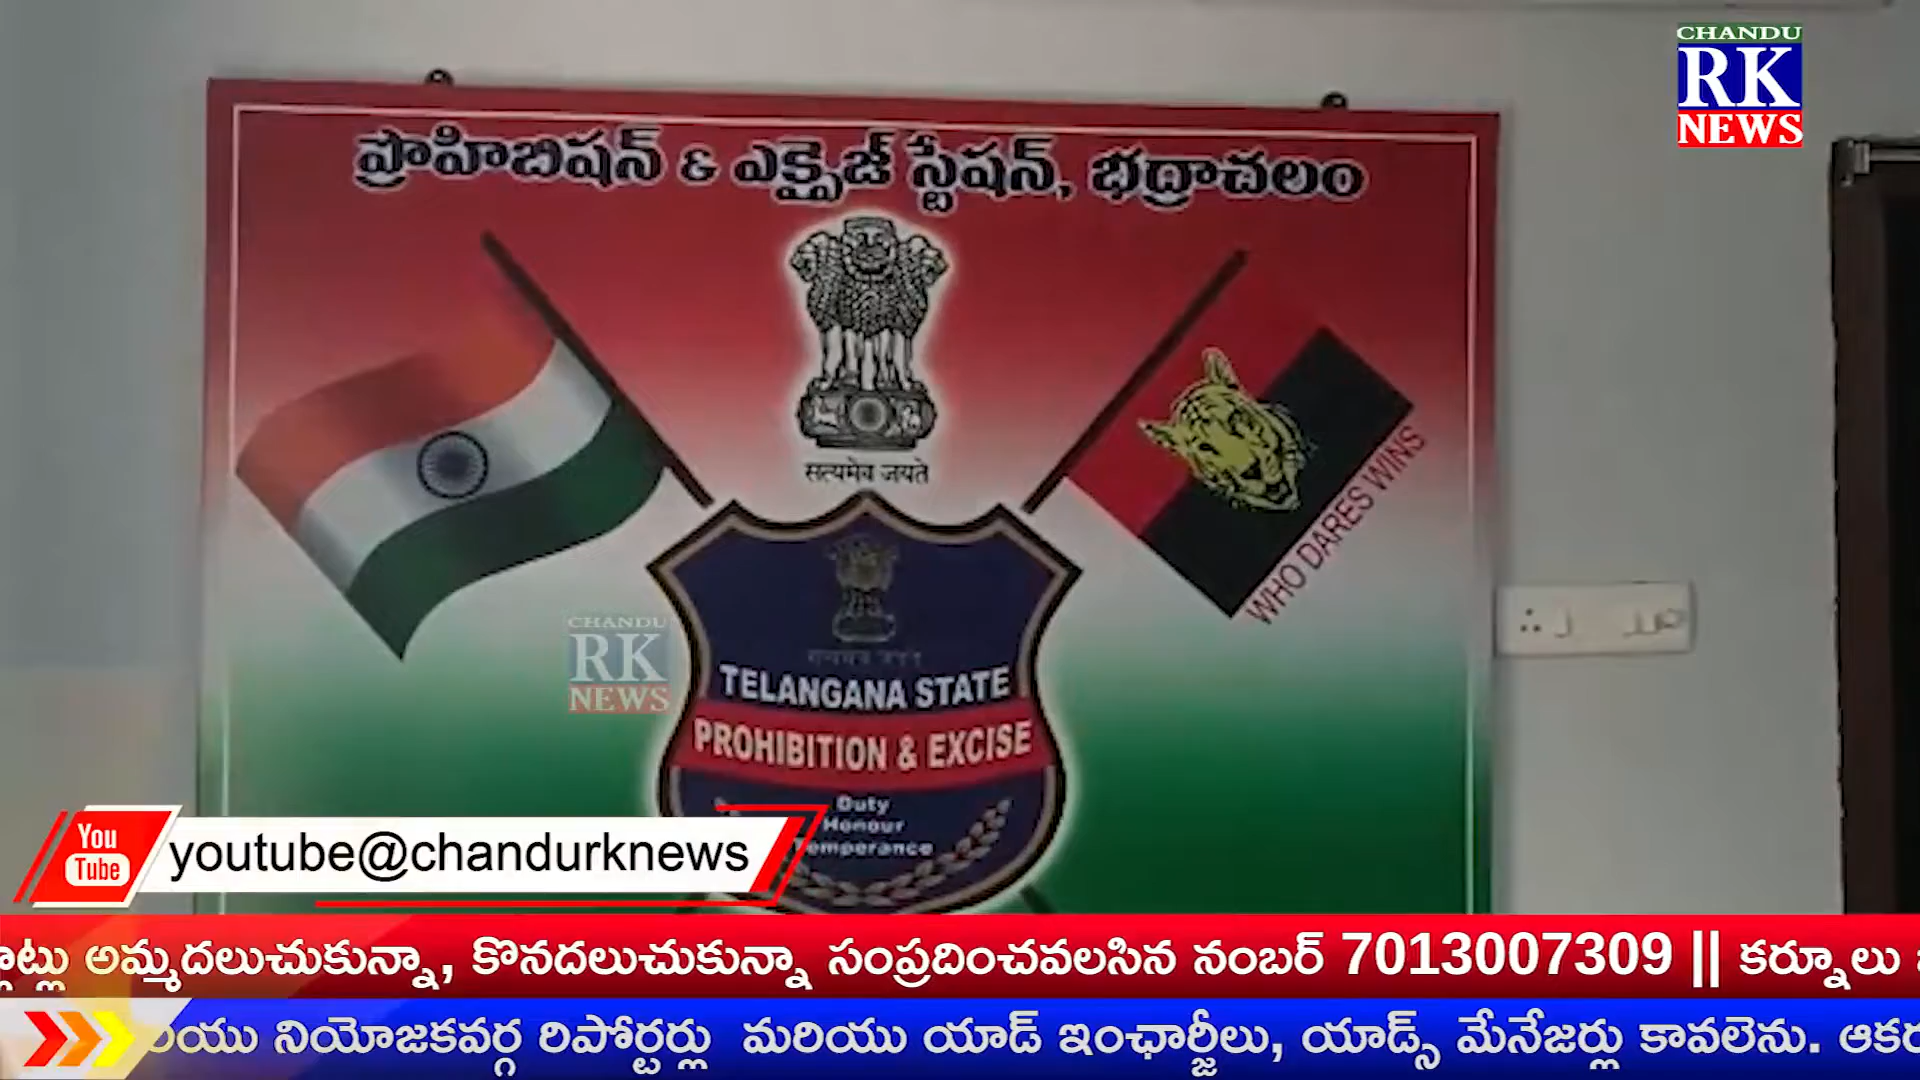 CHANDU
RK
NEWS
ప్రొహిబిషన్ & ఎక్సైజ్ స్టేషన్, భద్రాచలం
सत्यमेव जयते
WHO DARES WINS
CHANDU
RK
NEWS
TELANGANA STATE
PROHIBITION & EXCISE
Duty
Honour
Temperance
You
Tube
youtube@chandurknews
అమ్మదలుచుకున్నా, కొనదలుచుకున్నా సంప్రదించవలసిన నంబర్ 7013007309 || కర్నూలు
నియోజకవర్గ రిపోర్టర్లు మరియు యాడ్ ఇంఛార్జీలు, యాడ్స్ మేనేజర్లు కావలెను.